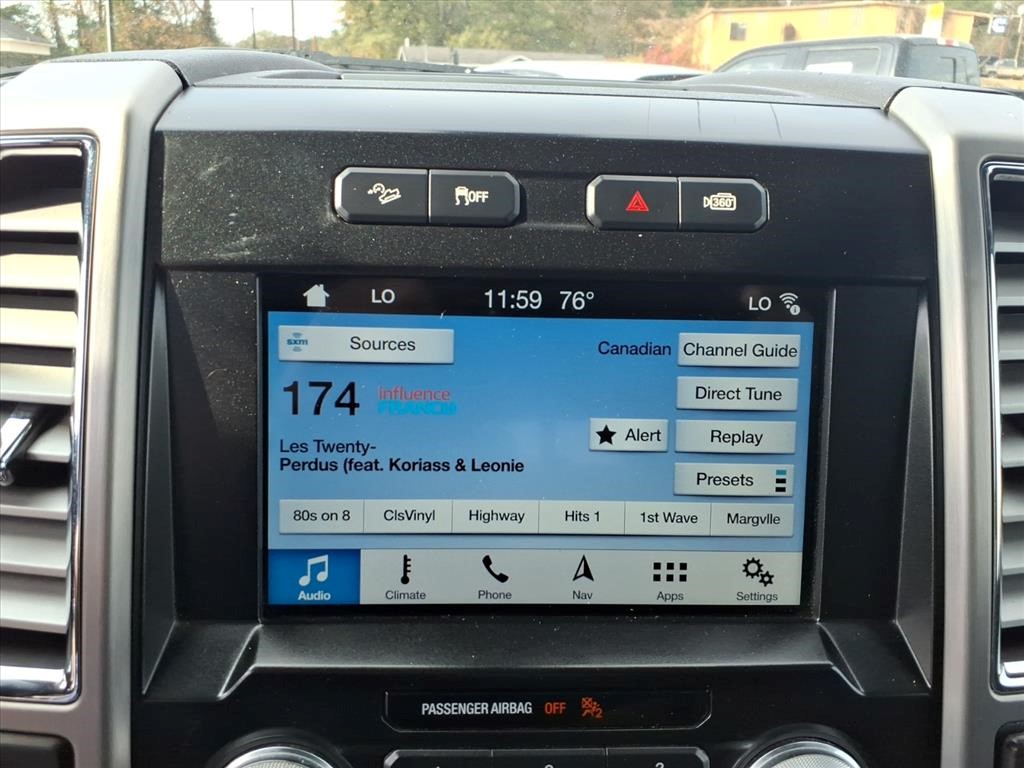 OFF
360°
LO 11:59 76° LO
sxm Sources
Canadian Channel Guide
174 influence FRANCO
Direct Tune
Alert Replay
Les Twenty-
Perdus (feat. Koriass & Leonie
Presets
80s on 8 ClsVinyl Highway Hits 1 1st Wave Margvlle
Audio Climate Phone Nav Apps Settings
PASSENGER AIRBAG OFF 2